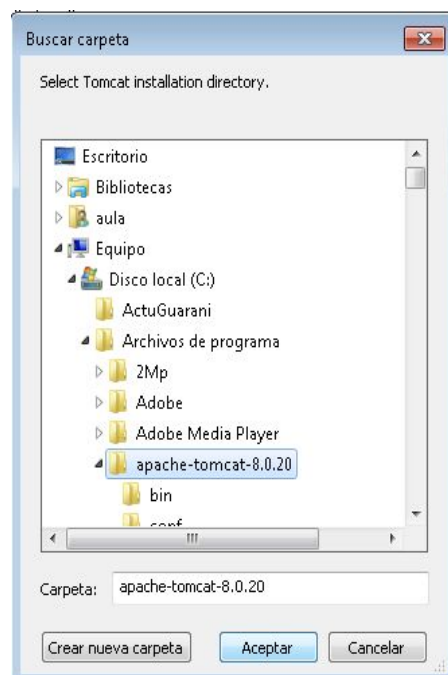 Buscar carpeta
Select Tomcat installation directory.
Escritorio
Bibliotecas
aula
Equipo
Disco local (C:)
ActuGuarani
Archivos de programa
2Mp
Adobe
Adobe Media Player
apache-tomcat-8.0.20
bin
conf
Carpeta: apache-tomcat-8.0.20
Crear nueva carpeta Aceptar Cancelar